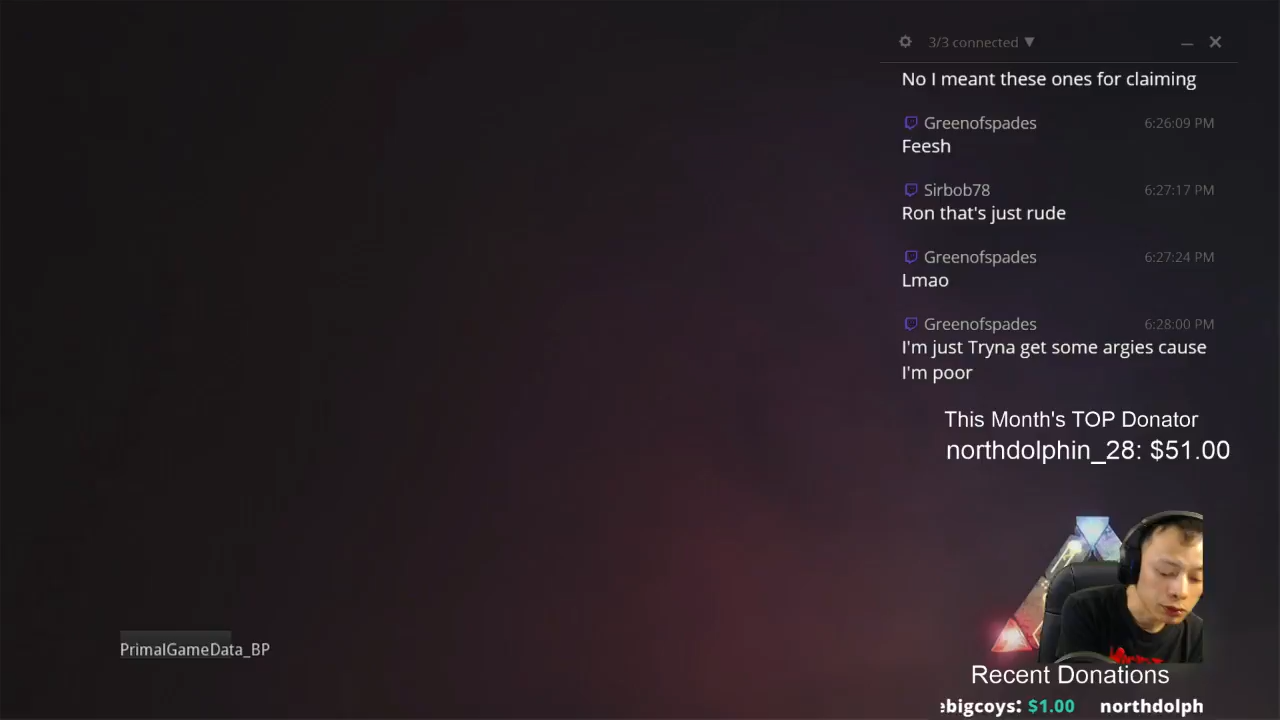 3/3 connected ▼
No I meant these ones for claiming
Greenofspades 6:26:09 PM
Feesh
Sirbob78 6:27:17 PM
Ron that's just rude
Greenofspades 6:27:24 PM
Lmao
Greenofspades 6:28:00 PM
I'm just Tryna get some argies cause
I'm poor
This Month's TOP Donator
northdolphin_28: $51.00
PrimalGameData_BP
Recent Donations
ebigcoys: $1.00 northdolph